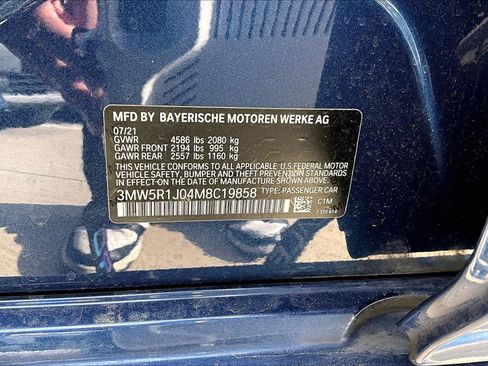 MFD BY BAYERISCHE MOTOREN WERKE AG
07/21
GVWR 4586 lbs 2080 kg
GAWR FRONT 2194 lbs 995 kg
GAWR REAR 2557 lbs 1160 kg
THIS VEHICLE CONFORMS TO ALL APPLICABLE U.S. FEDERAL MOTOR
VEHICLE SAFETY, BUMPER, AND THEFT PREVENTION STANDARDS
IN EFFECT ON THE DATE OF MANUFACTURE SHOWN ABOVE.
3MW5R1J04M8C19858 TYPE: PASSENGER CAR
C1M